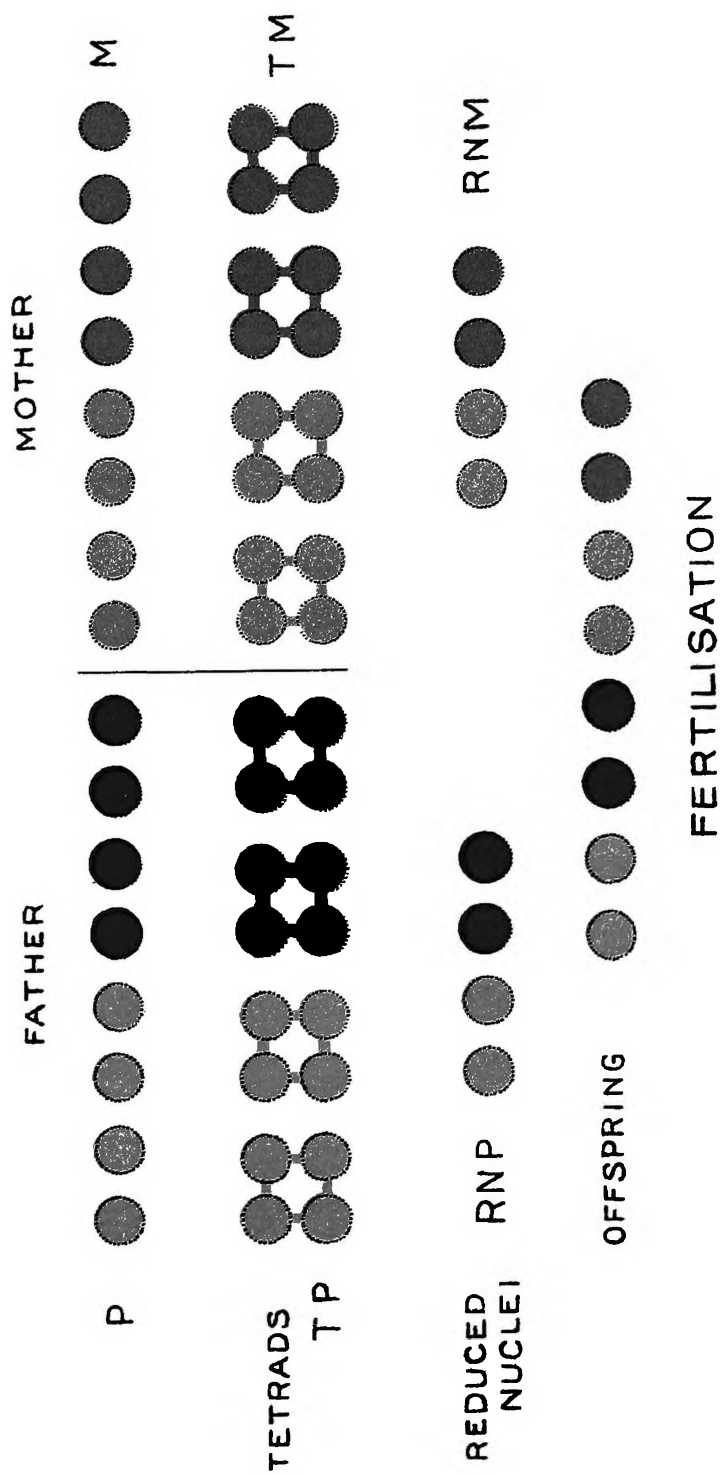 FATHER
MOTHER
P
M
TETRADS
TP
TM
REDUCED
NUCLEI
RNP
RNM
OFFSPRING
FERTILISATION